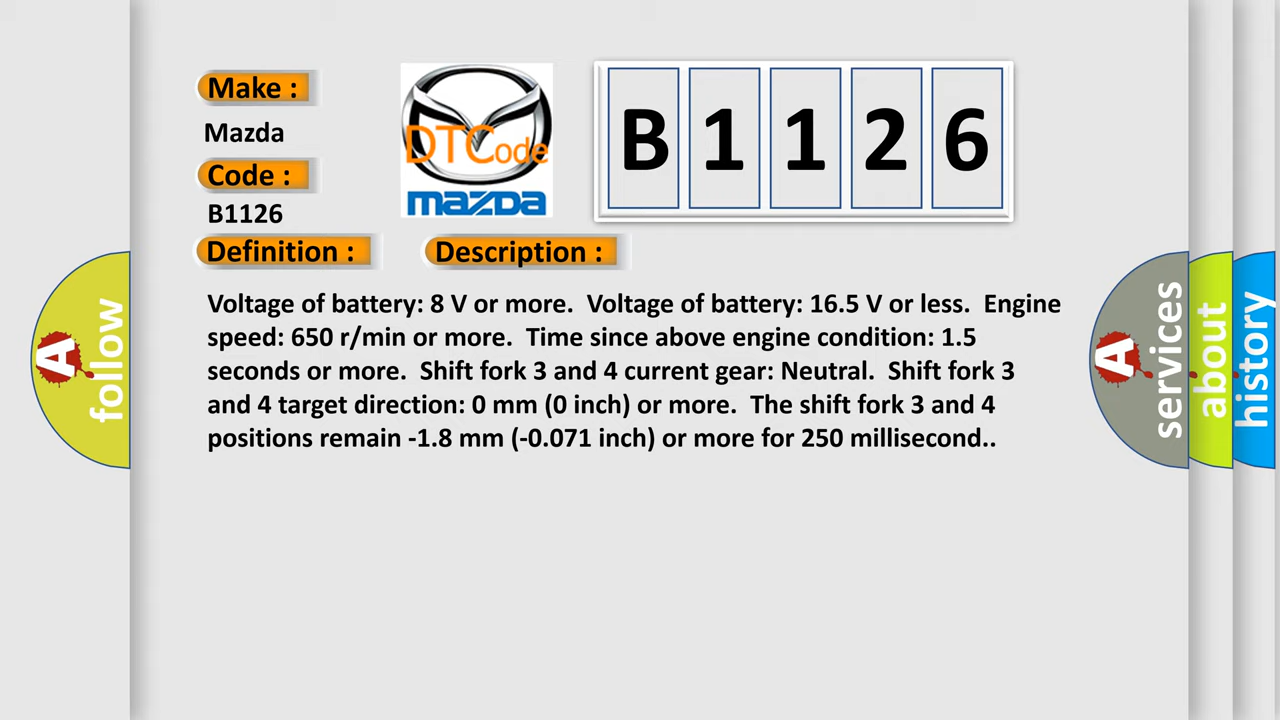 Make :
Mazda
Code :
B1126
Definition :
Description :
DTCode
mazda
B 1 1 2 6
Voltage of battery: 8 V or more. Voltage of battery: 16.5 V or less. Engine
speed: 650 r/min or more. Time since above engine condition: 1.5
seconds or more. Shift fork 3 and 4 current gear: Neutral. Shift fork 3
and 4 target direction: 0 mm (0 inch) or more. The shift fork 3 and 4
positions remain -1.8 mm (-0.071 inch) or more for 250 millisecond..
A follow
A services
about
history